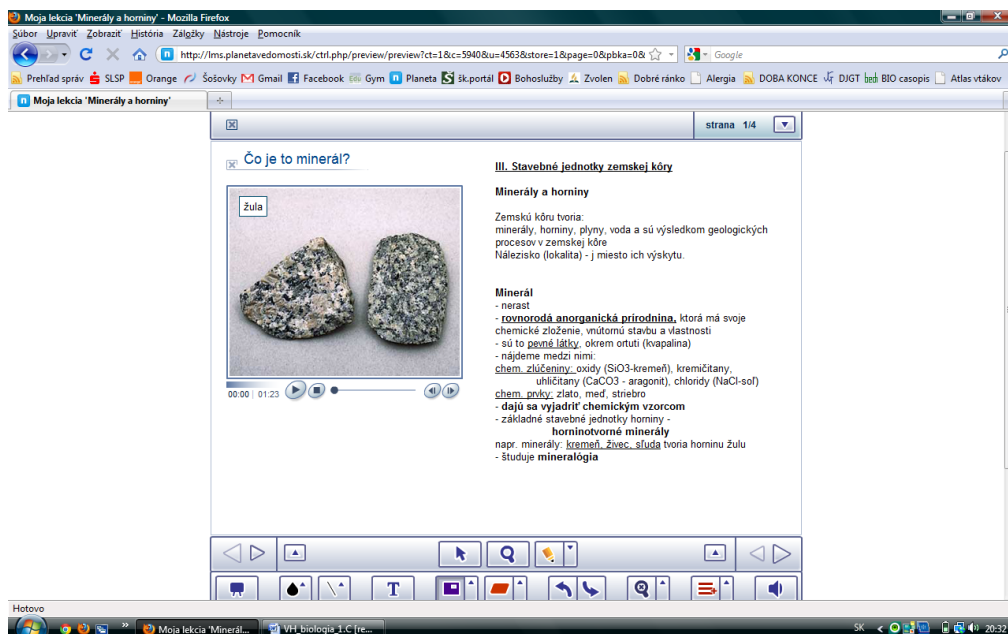 Moja lekcia 'Minerály a horniny' - Mozilla Firefox
Súbor Upraviť Zobraziť História Záložky Nástroje Pomocník
http://lms.planetavedomosti.sk/ctrl.php/preview/preview?ct=1&c=5940&u=4563&store=1&page=0&pbka=0& Google
Prehľad správ SLSP Orange Šošovky Gmail Facebook Gym Planeta šk.portál Bohoslužby Zvolen Dobré ránko Alergia DOBA KONCE DJGT BIO casopis Atlas vtákov
Moja lekcia 'Minerály a horniny'
strana 1/4
Čo je to minerál?
žula
00:00 | 01:23
III. Stavebné jednotky zemskej kôry
Minerály a horniny
Zemskú kôru tvoria:
minerály, horniny, plyny, voda a sú výsledkom geologických
procesov v zemskej kôre
Nálezisko (lokalita) - j miesto ich výskytu.
Minerál
- nerast
- rovnorodá anorganická prírodnina, ktorá má svoje
chemické zloženie, vnútornú stavbu a vlastnosti
- sú to pevné látky, okrem ortuti (kvapalina)
- nájdeme medzi nimi:
chem. zlúčeniny: oxidy (SiO3-kremeň), kremičitany,
uhličitany (CaCO3 - aragonit), chloridy (NaCl-soľ)
chem. prvky: zlato, meď, striebro
- dajú sa vyjadriť chemickým vzorcom
- základné stavebné jednotky horniny -
horninotvorné minerály
napr. minerály: kremeň, živec, sľuda tvoria horninu žulu
- študuje mineralógia
T
Hotovo
Moja lekcia 'Minerál... VH_biologia_1.C [re... SK 20:32